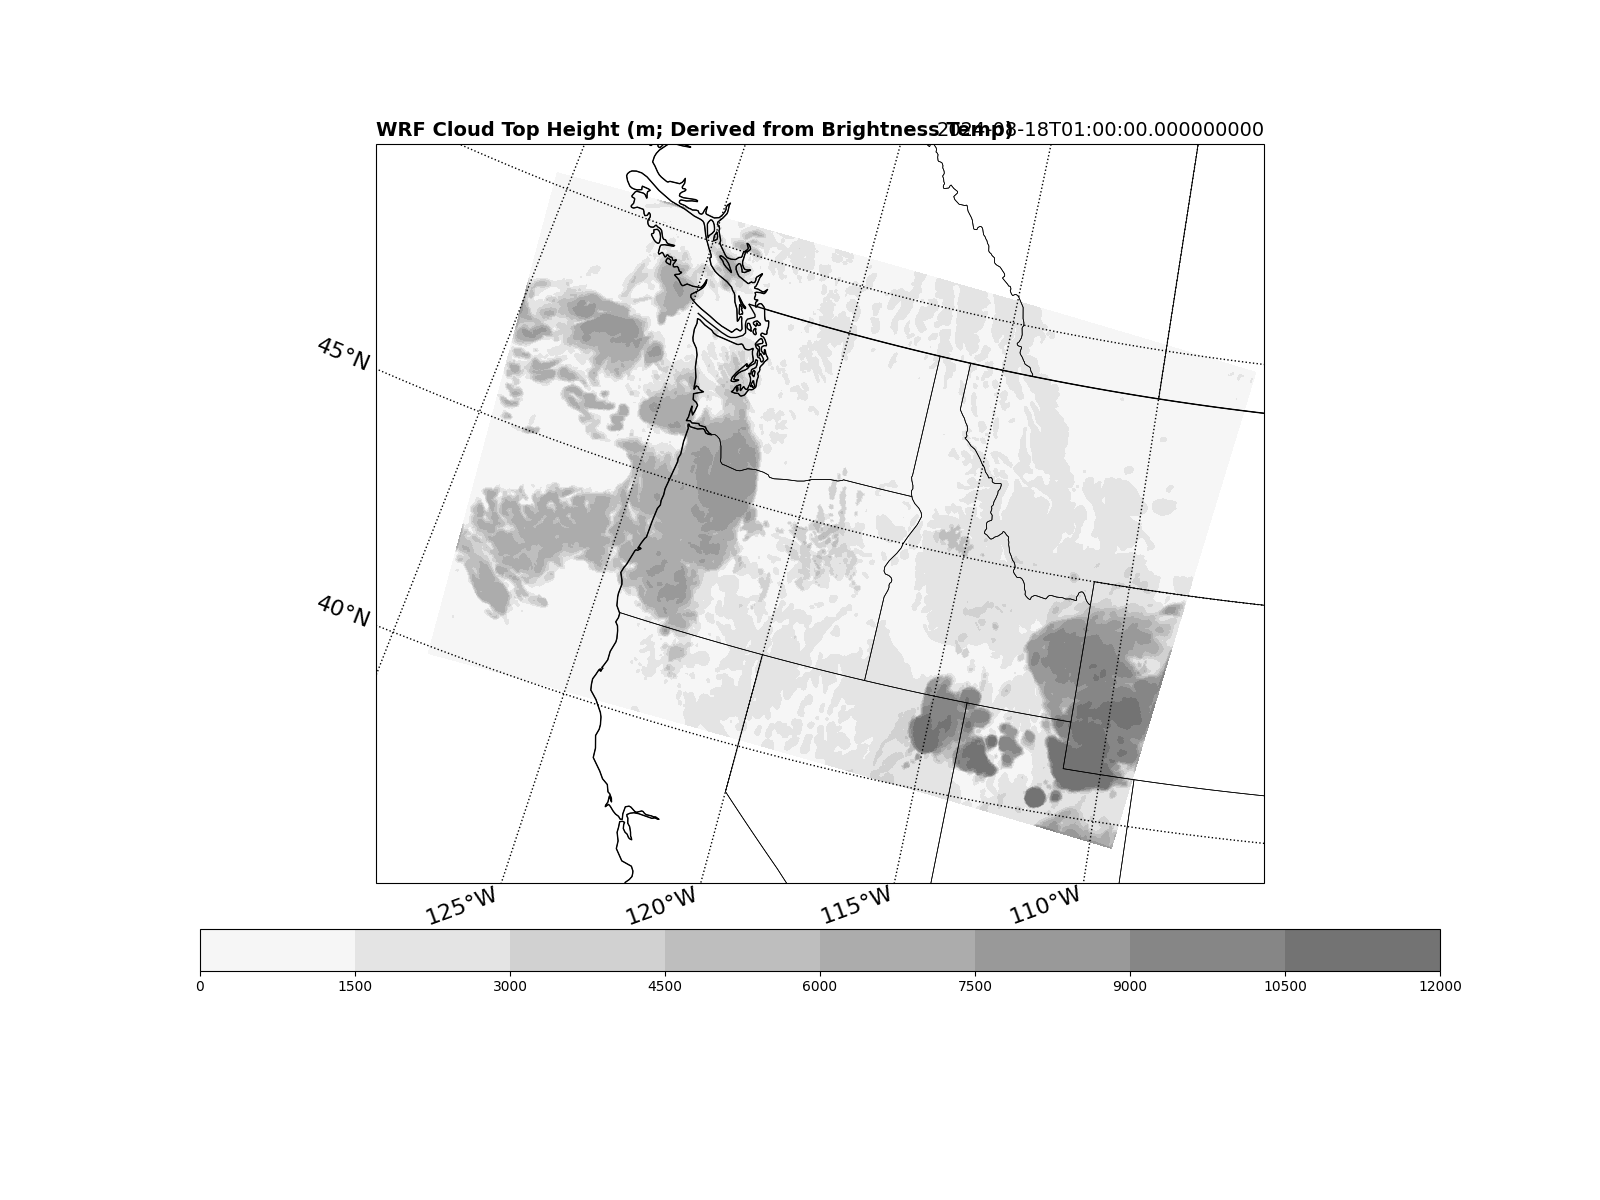 WRF Cloud Top Height (m; Derived from Brightness Temp)
2024-08-18T01:00:00.000000000
45°N
40°N
125°W 120°W 115°W 110°W
0 1500 3000 4500 6000 7500 9000 10500 12000